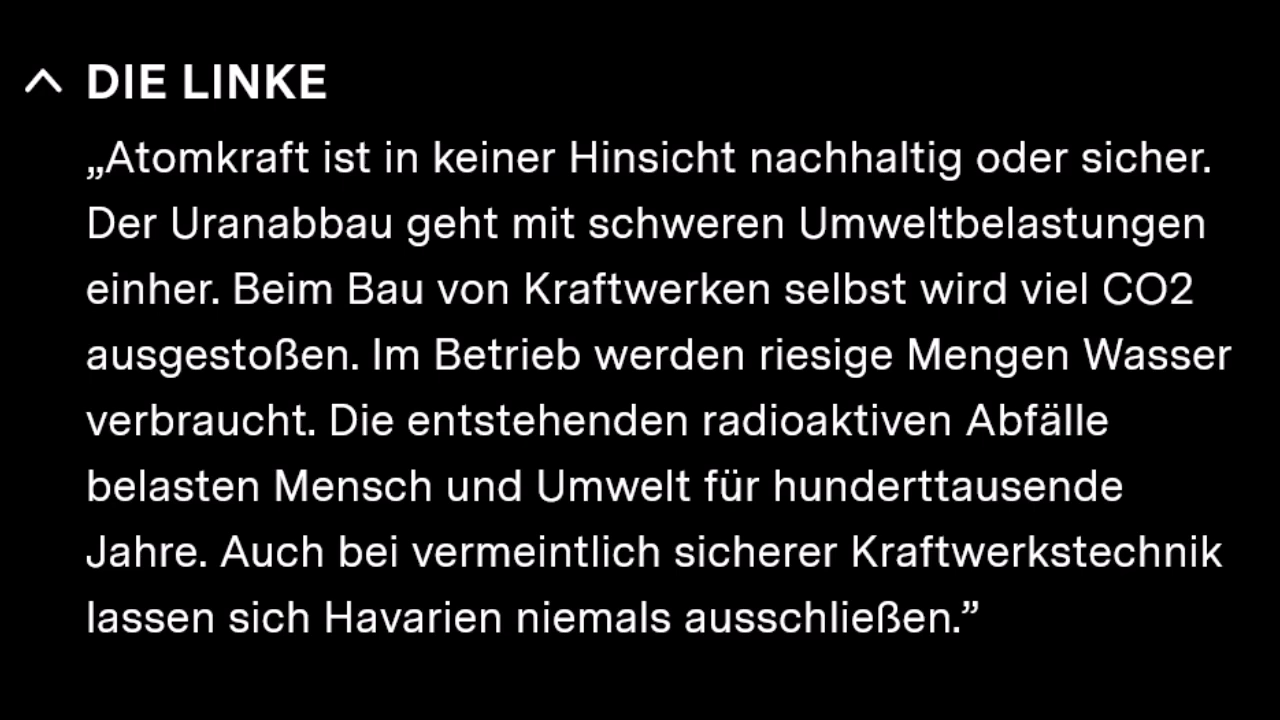 DIE LINKE
„Atomkraft ist in keiner Hinsicht nachhaltig oder sicher.
Der Uranabbau geht mit schweren Umweltbelastungen
einher. Beim Bau von Kraftwerken selbst wird viel CO2
ausgestoßen. Im Betrieb werden riesige Mengen Wasser
verbraucht. Die entstehenden radioaktiven Abfälle
belasten Mensch und Umwelt für hunderttausende
Jahre. Auch bei vermeintlich sicherer Kraftwerkstechnik
lassen sich Havarien niemals ausschließen.”